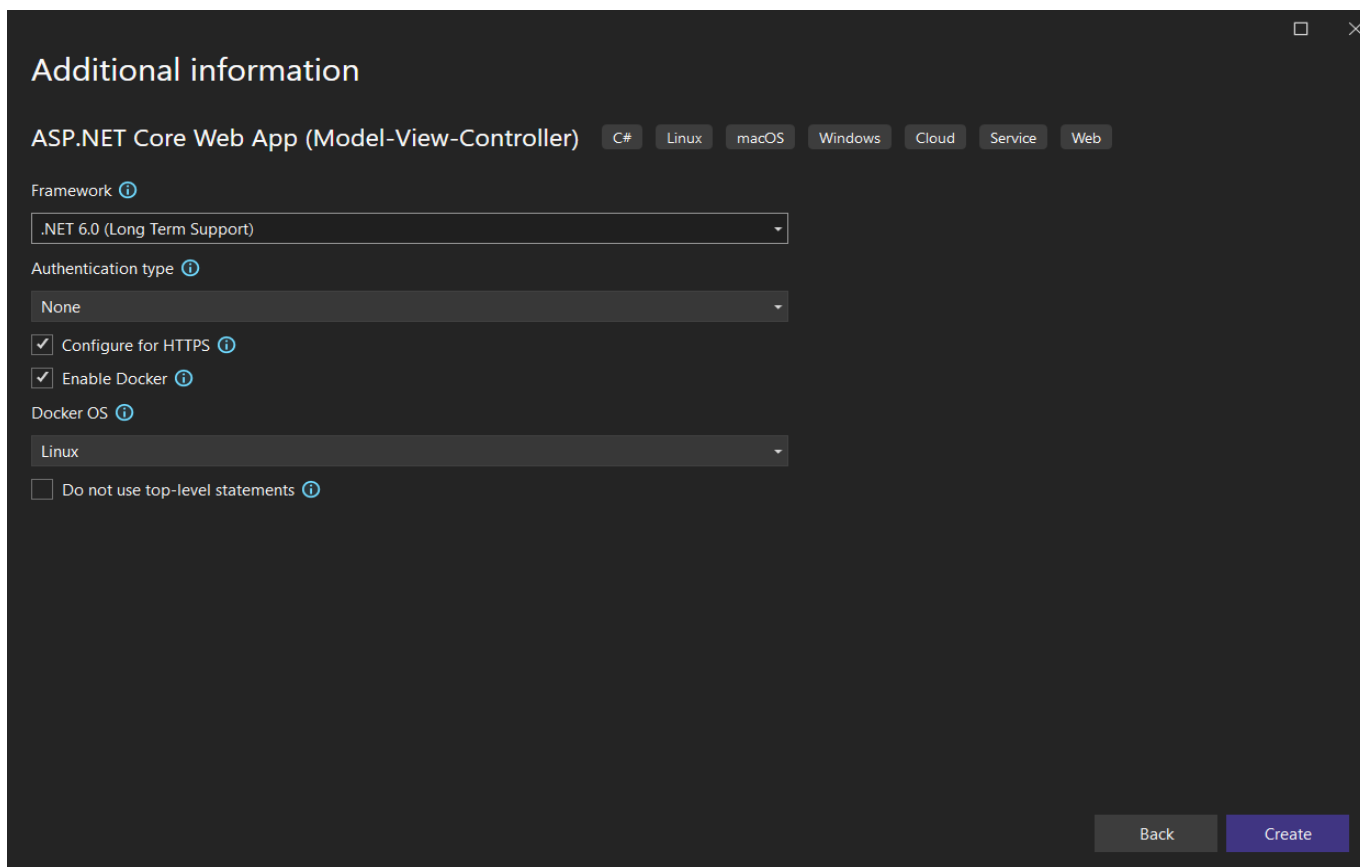 Additional information
ASP.NET Core Web App (Model-View-Controller) C# Linux macOS Windows Cloud Service Web
Framework
.NET 6.0 (Long Term Support)
Authentication type
None
Configure for HTTPS
Enable Docker
Docker OS
Linux
Do not use top-level statements
Back Create